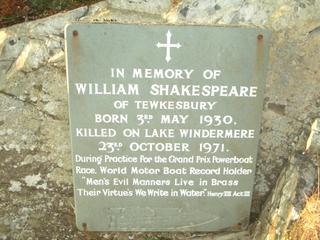 IN MEMORY OF
WILLIAM SHAKESPEARE
OF TEWKESBURY
BORN 3RD MAY 1930.
KILLED ON LAKE WINDERMERE
23RD OCTOBER 1971.
During Practice For the Grand Prix Powerboat
Race. World Motor Boat Record Holder
"Men's Evil Manners Live in Brass
Their Virtue's We Write in Water." Henry VIII Act III